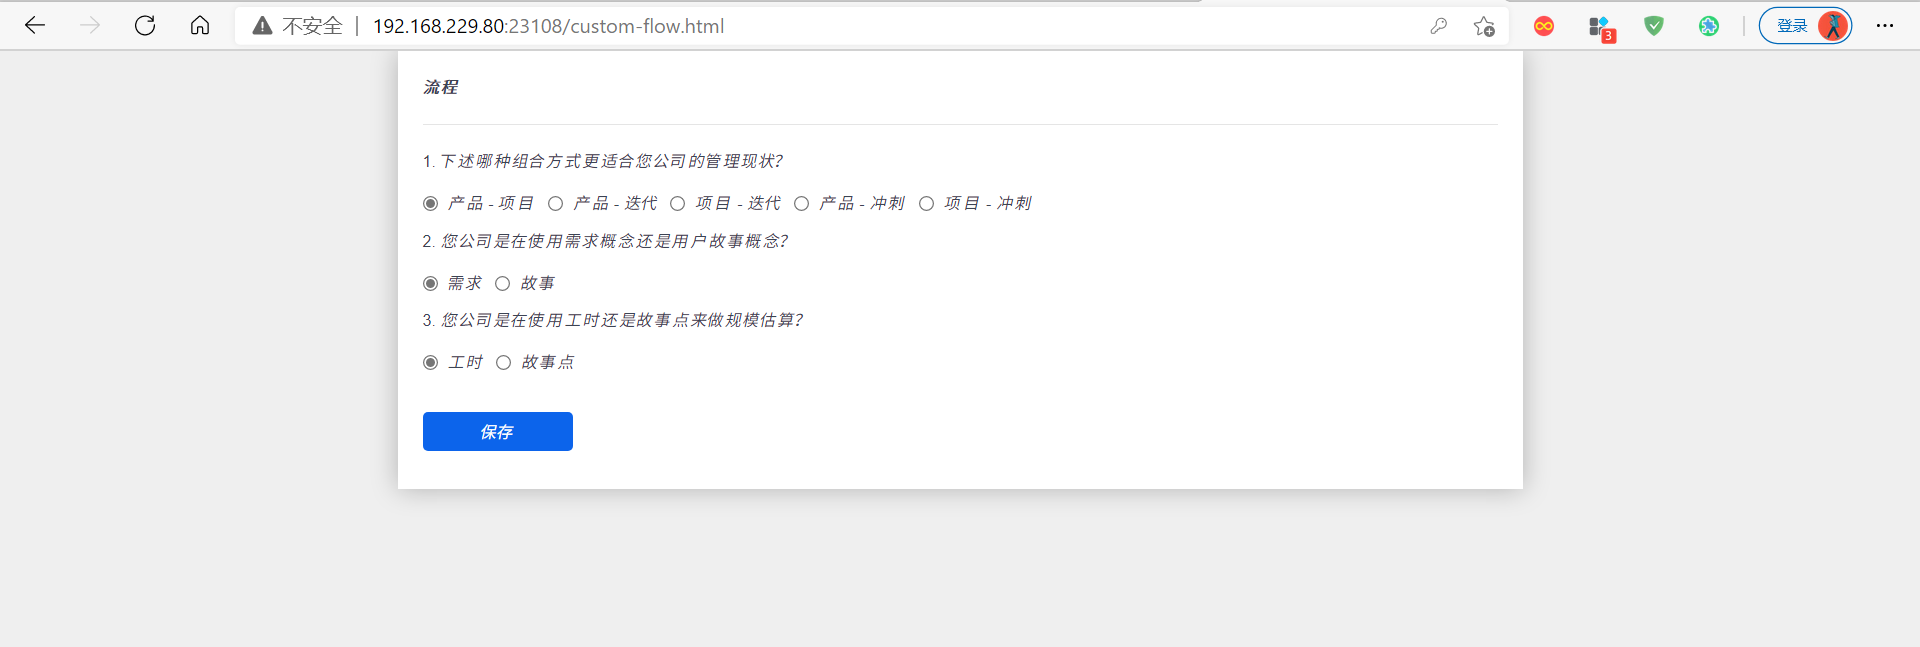 不安全 | 192.168.229.80:23108/custom-flow.html
3
登录
流程
1. 下述哪种组合方式更适合您公司的管理现状？
产品 - 项目 产品 - 迭代 项目 - 迭代 产品 - 冲刺 项目 - 冲刺
2. 您公司是在使用需求概念还是用户故事概念？
需求 故事
3. 您公司是在使用工时还是故事点来做规模估算？
工时 故事点
保存